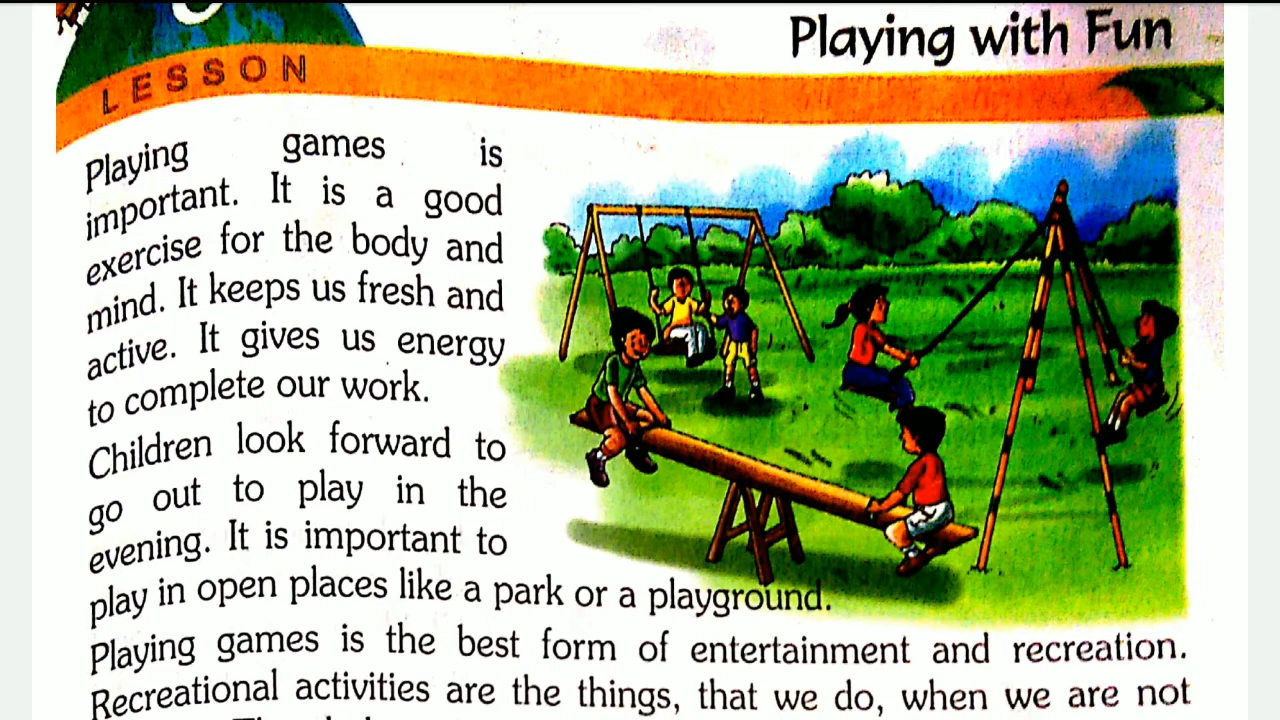 Playing with Fun
LESSON
Playing games is
important. It is a good
exercise for the body and
mind. It keeps us fresh and
active. It gives us energy
to complete our work.
Children look forward to
go out to play in the
evening. It is important to
play in open places like a park or a playground.
Playing games is the best form of entertainment and recreation.
Recreational activities are the things, that we do, when we are not